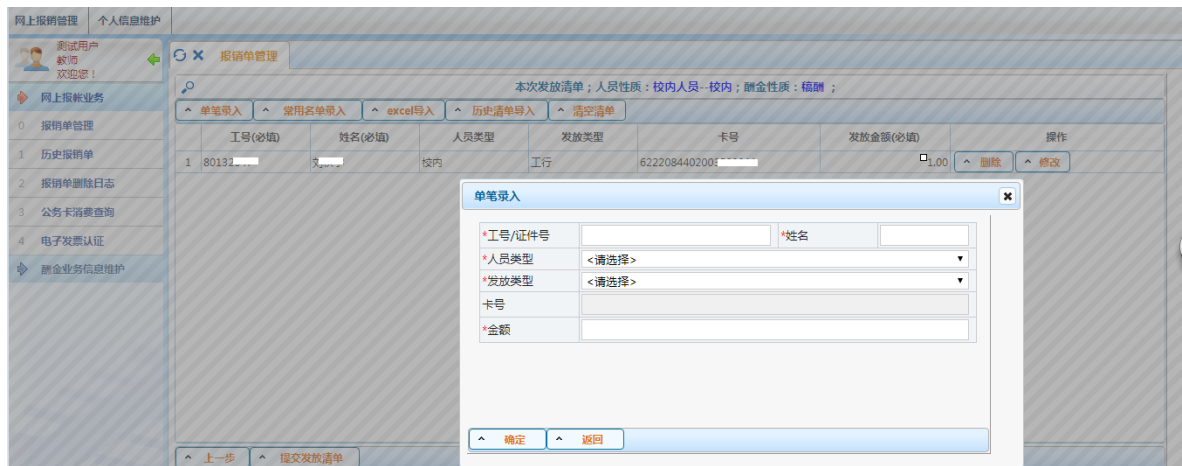 网上报销管理 个人信息维护
测试用户
教师
欢迎您！
报销单管理
网上报帐业务
0 报销单管理
1 历史报销单
2 报销单删除日志
3 公务卡消费查询
4 电子发票认证
酬金业务信息维护
本次发放清单；人员性质：校内人员--校内；酬金性质：稿酬 ；
单笔录入 常用名单录入 excel导入 历史清单导入 清空清单
工号(必填) 姓名(必填) 人员类型 发放类型 卡号 发放金额(必填) 操作
1 80132 校内 工行 622208440200 1.00 删除 修改
单笔录入
*工号/证件号 *姓名
*人员类型 <请选择>
*发放类型 <请选择>
卡号
*金额
确定 返回
上一步 提交发放清单